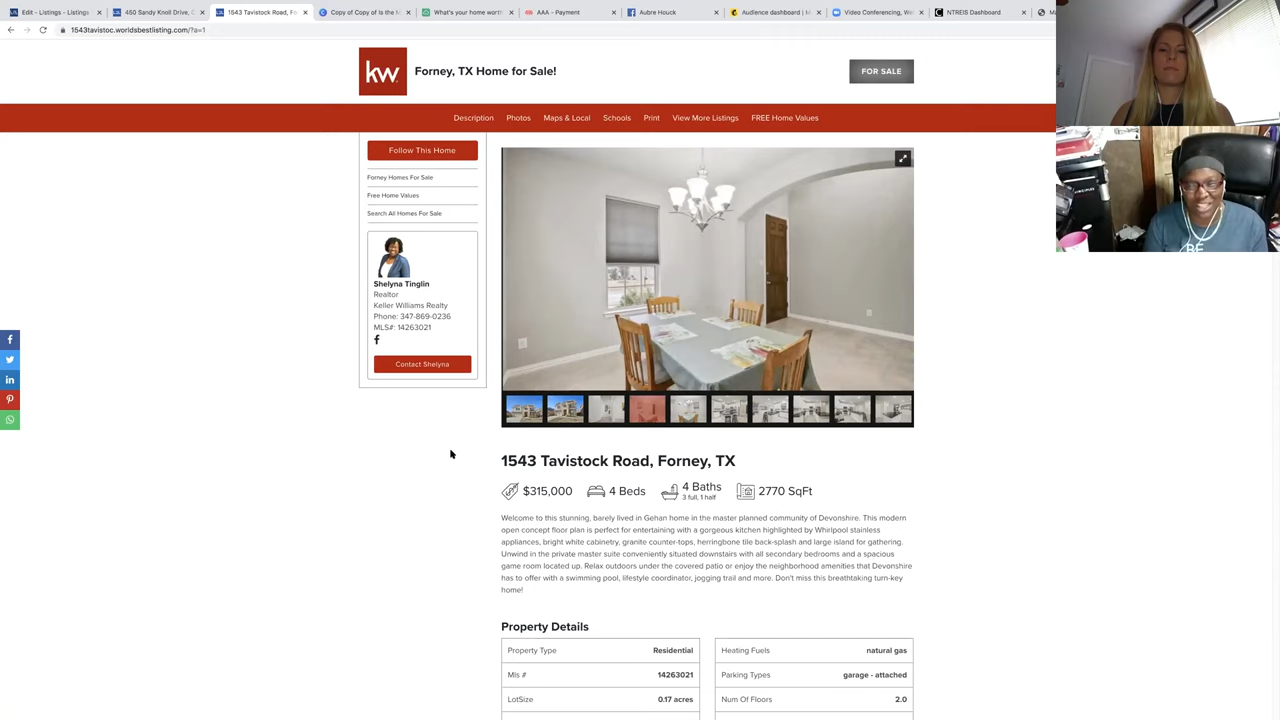 Edit - Listings - Listings
450 Sandy Knoll Drive, C
1543 Tavistock Road, Fo
Copy of Copy of Is the M
What's your home worth
AAA - Payment
Aubre Houck
Audience dashboard | M
Video Conferencing, We
NTREIS Dashboard
1543tavistoc.worldsbestlisting.com/?a=1
kw
Forney, TX Home for Sale!
FOR SALE
Description Photos Maps & Local Schools Print View More Listings FREE Home Values
Follow This Home
Forney Homes For Sale
Free Home Values
Search All Homes For Sale
Shelyna Tinglin
Realtor
Keller Williams Realty
Phone: 347-869-0236
MLS#: 14263021
Contact Shelyna
1543 Tavistock Road, Forney, TX
$315,000 4 Beds 4 Baths 2770 SqFt
3 full, 1 half
Welcome to this stunning, barely lived in Gehan home in the master planned community of Devonshire. This modern
open concept floor plan is perfect for entertaining with a gorgeous kitchen highlighted by Whirlpool stainless
appliances, bright white cabinetry, granite counter-tops, herringbone tile back-splash and large island for gathering.
Unwind in the private master suite conveniently situated downstairs with all secondary bedrooms and a spacious
game room located up. Relax outdoors under the covered patio or enjoy the neighborhood amenities that Devonshire
has to offer with a swimming pool, lifestyle coordinator, jogging trail and more. Don't miss this breathtaking turn-key
home!
Property Details
Property Type Residential
Mls # 14263021
LotSize 0.17 acres
Heating Fuels natural gas
Parking Types garage - attached
Num Of Floors 2.0
BE